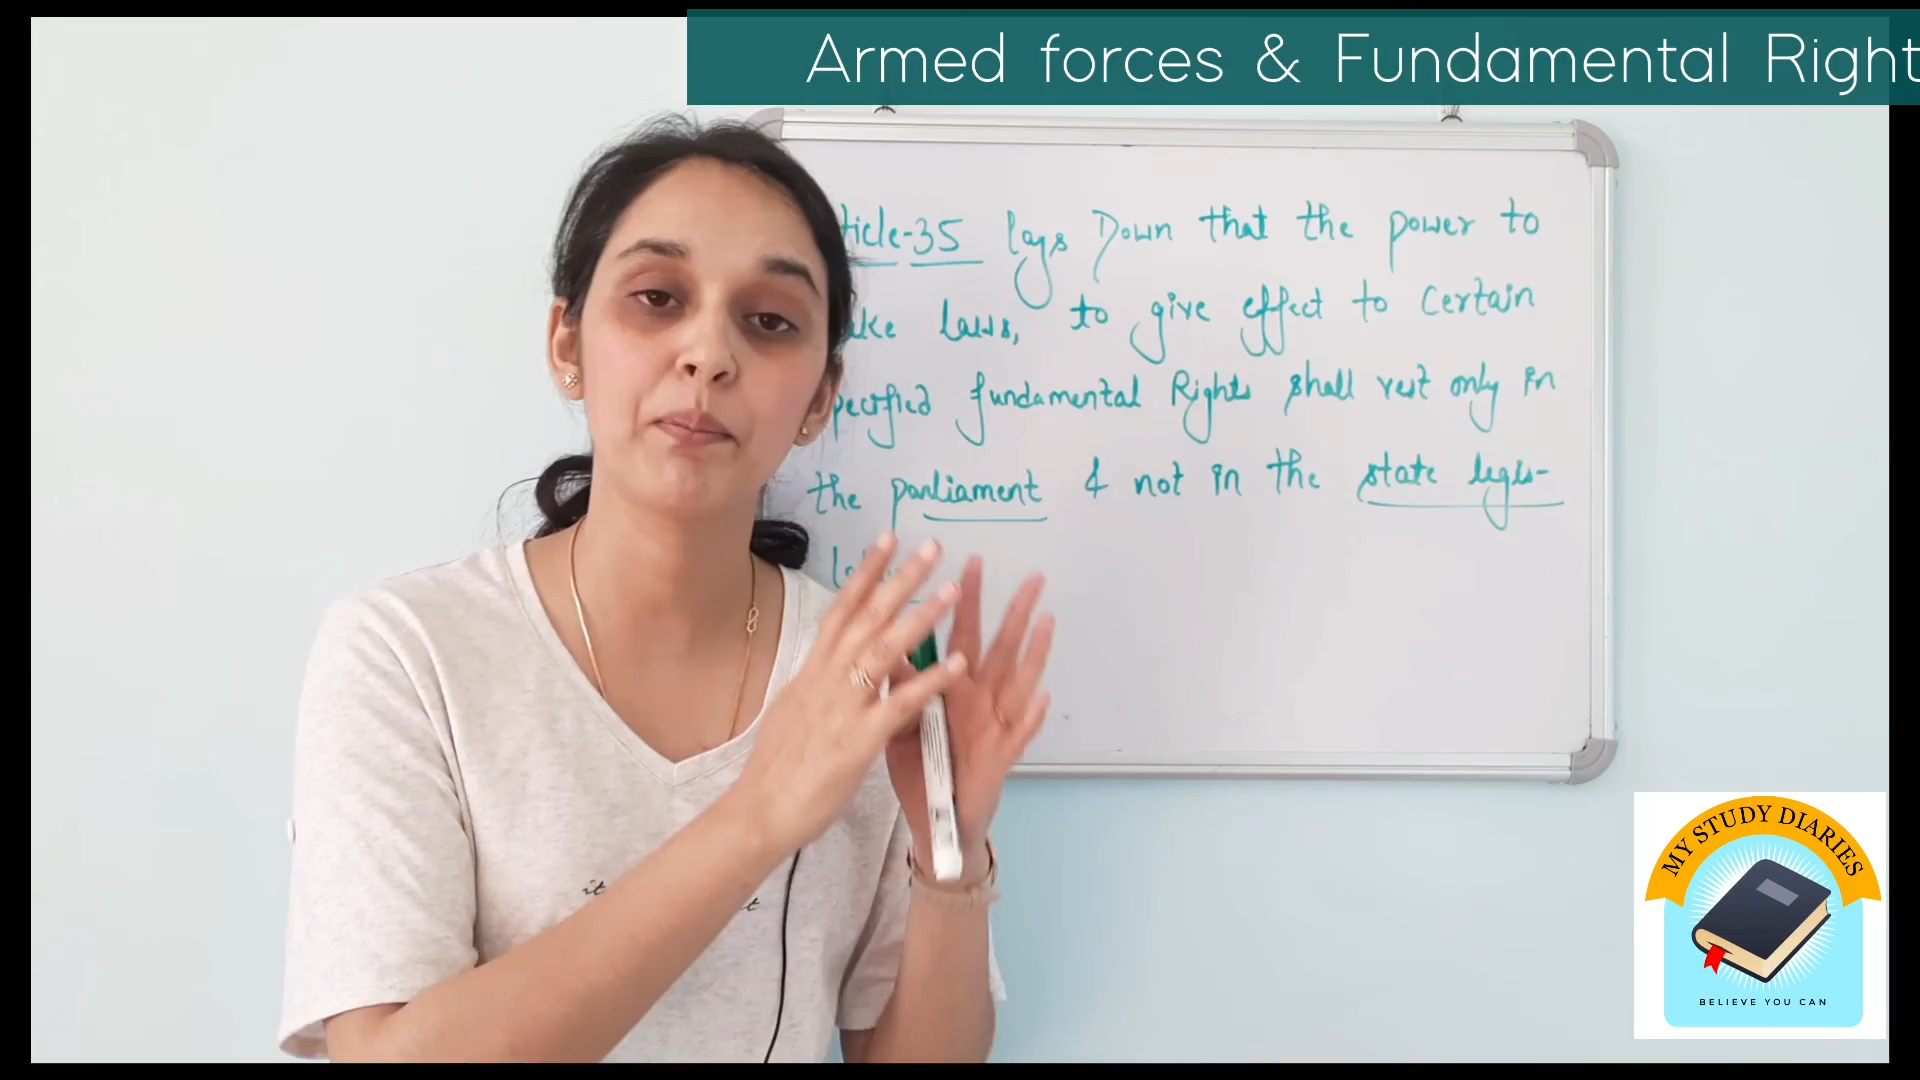 Armed forces & Fundamental Right
ticle-35 lays Down that the power to
ake laws, to give effect to certain
pecified fundamental Rights shall vest only in
the parliament & not in the state legis-
MY STUDY DIARIES
BELIEVE YOU CAN